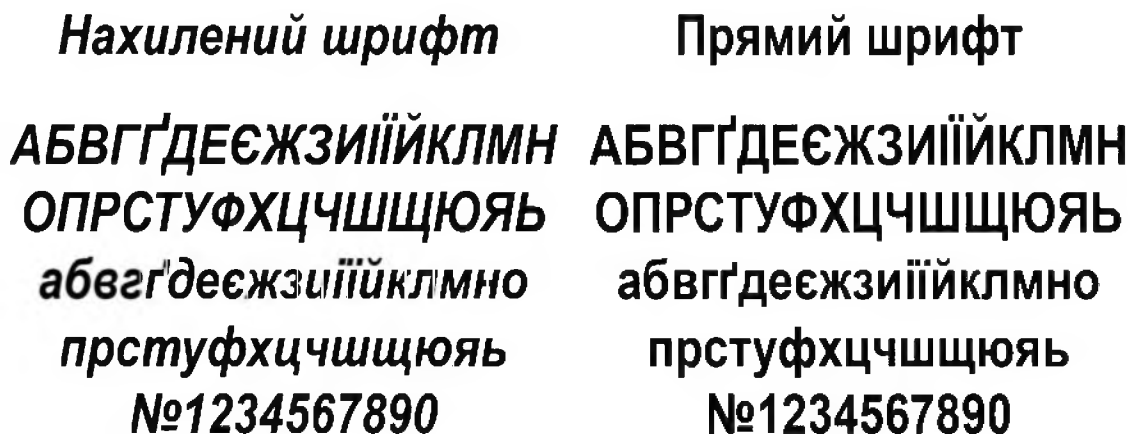 Нахилений шрифт
АБВГҐДЕЄЖЗИІЇЙКЛМН
ОПРСТУФХЦЧШЩЮЯЬ
абвгґдеєжзиіїйклмно
прстуфхцчшщюяь
№1234567890
Прямий шрифт
АБВГҐДЕЄЖЗИІЇЙКЛМН
ОПРСТУФХЦЧШЩЮЯЬ
абвгґдеєжзиіїйклмно
прстуфхцчшщюяь
№1234567890